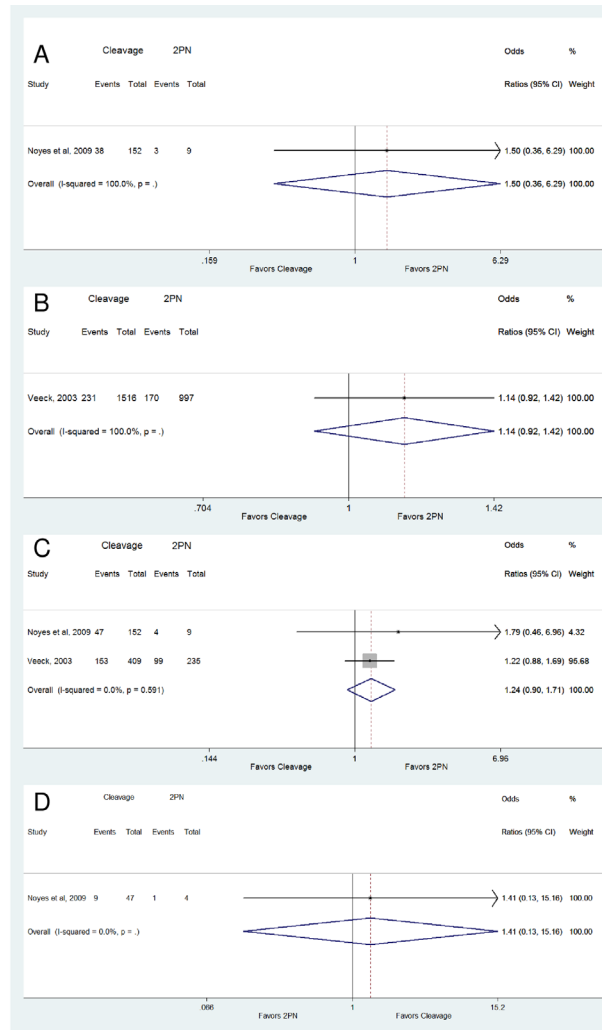 A
Cleavage 2PN Odds %
Study Events Total Events Total Ratios (95% CI) Weight
Noyes et al, 2009 38 152 3 9 1.50 (0.36, 6.29) 100.00
Overall (I-squared = 100.0%, p = .) 1.50 (0.36, 6.29) 100.00
.159 1 6.29
Favors Cleavage Favors 2PN
B
Cleavage 2PN Odds %
Study Events Total Events Total Ratios (95% CI) Weight
Veeck, 2003 231 1516 170 997 1.14 (0.92, 1.42) 100.00
Overall (I-squared = 100.0%, p = .) 1.14 (0.92, 1.42) 100.00
.704 1 1.42
Favors Cleavage Favors 2PN
C
Cleavage 2PN Odds %
Study Events Total Events Total Ratios (95% CI) Weight
Noyes et al, 2009 47 152 4 9 1.79 (0.46, 6.96) 4.32
Veeck, 2003 153 409 99 235 1.22 (0.88, 1.69) 95.68
Overall (I-squared = 0.0%, p = 0.591) 1.24 (0.90, 1.71) 100.00
.144 1 6.96
Favors Cleavage Favors 2PN
D
Cleavage 2PN Odds %
Study Events Total Events Total Ratios (95% CI) Weight
Noyes et al, 2009 9 47 1 4 1.41 (0.13, 15.16) 100.00
Overall (I-squared = 0.0%, p = .) 1.41 (0.13, 15.16) 100.00
.066 1 15.2
Favors 2PN Favors Cleavage